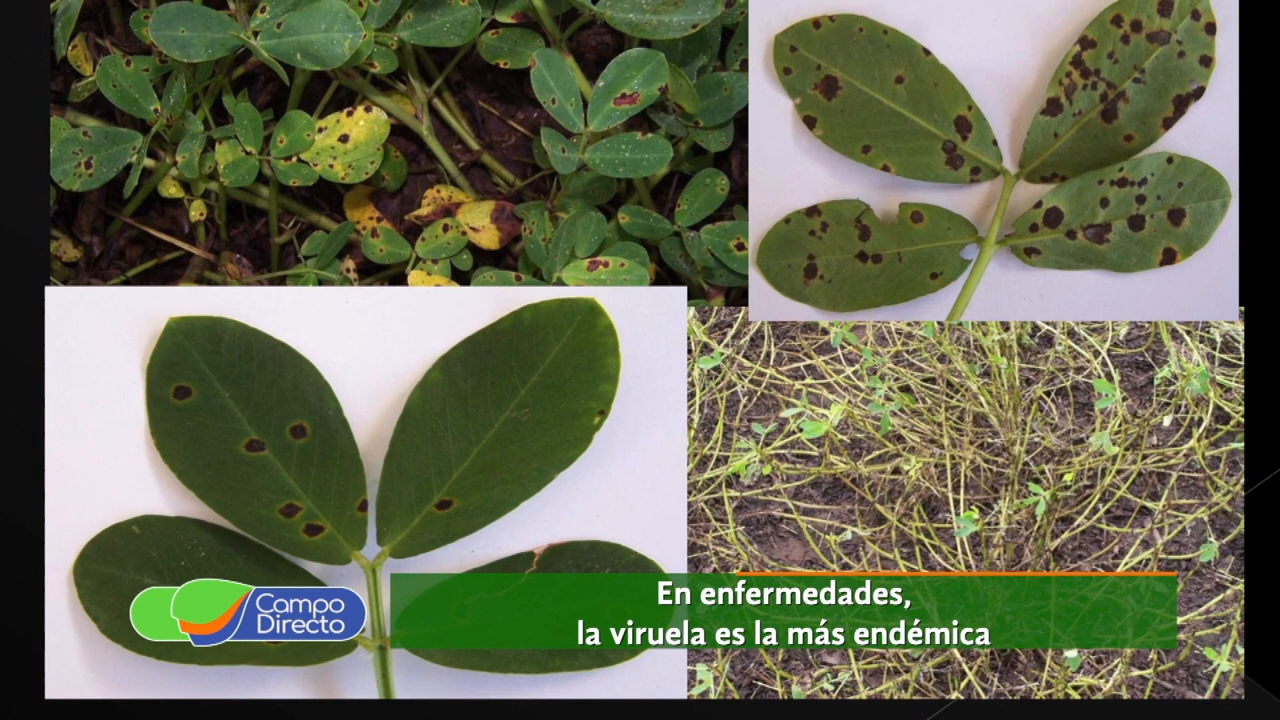 Campo
Directo
En enfermedades,
la viruela es la más endémica